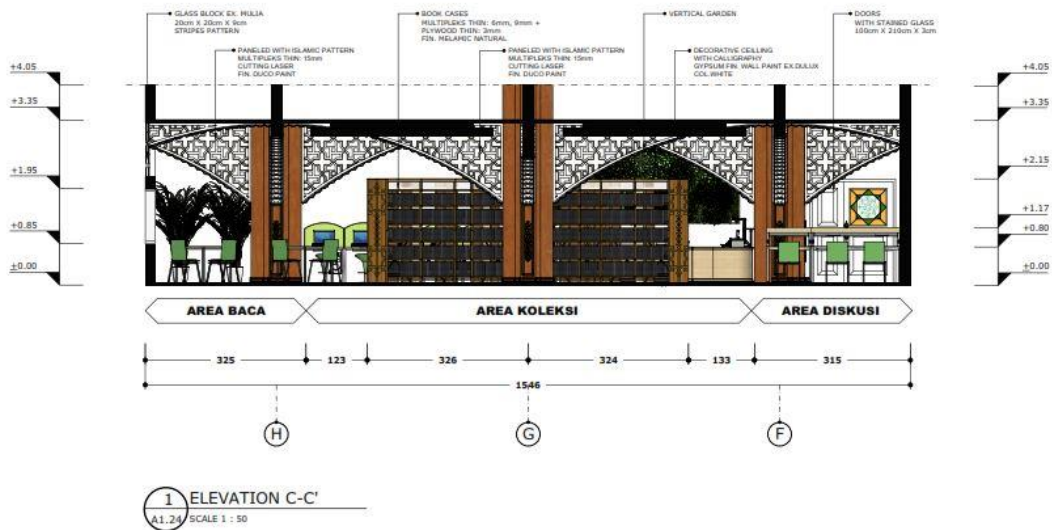 GLASS BLOCK EX. MULIA
20cm X 20cm X 9cm
STRIPES PATTERN
BOOK CASES
MULTIPLEKS THIN: 6mm, 9mm +
PLYWOOD THIN: 3mm
FIN. MELAMIC NATURAL
VERTICAL GARDEN
DOORS
WITH STAINED GLASS
100cm X 210cm X 3cm
PANELED WITH ISLAMIC PATTERN
MULTIPLEKS THIN: 15mm
CUTTING LASER
FIN. DUCO PAINT
PANELED WITH ISLAMIC PATTERN
MULTIPLEKS THIN: 15mm
CUTTING LASER
FIN. DUCO PAINT
DECORATIVE CEILLING
WITH CALLIGRAPHY
GYPSUM FIN. WALL PAINT EX.DULUX
COL.WHITE
+4.05
+3.35
+1.95
+0.85
±0.00
+4.05
+3.35
+2.15
+1.17
+0.80
±0.00
AREA BACA
AREA KOLEKSI
AREA DISKUSI
325
123
326
324
133
315
1546
H
G
F
1
ELEVATION C-C'
A1.24
SCALE 1 : 50